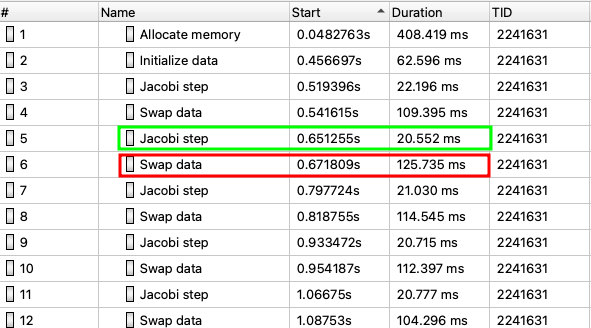 # Name Start Duration TID
1 Allocate memory 0.0482763s 408.419 ms 2241631
2 Initialize data 0.456697s 62.596 ms 2241631
3 Jacobi step 0.519396s 22.196 ms 2241631
4 Swap data 0.541615s 109.395 ms 2241631
5 Jacobi step 0.651255s 20.552 ms 2241631
6 Swap data 0.671809s 125.735 ms 2241631
7 Jacobi step 0.797724s 21.030 ms 2241631
8 Swap data 0.818755s 114.545 ms 2241631
9 Jacobi step 0.933472s 20.715 ms 2241631
10 Swap data 0.954187s 112.397 ms 2241631
11 Jacobi step 1.06675s 20.777 ms 2241631
12 Swap data 1.08753s 104.296 ms 2241631